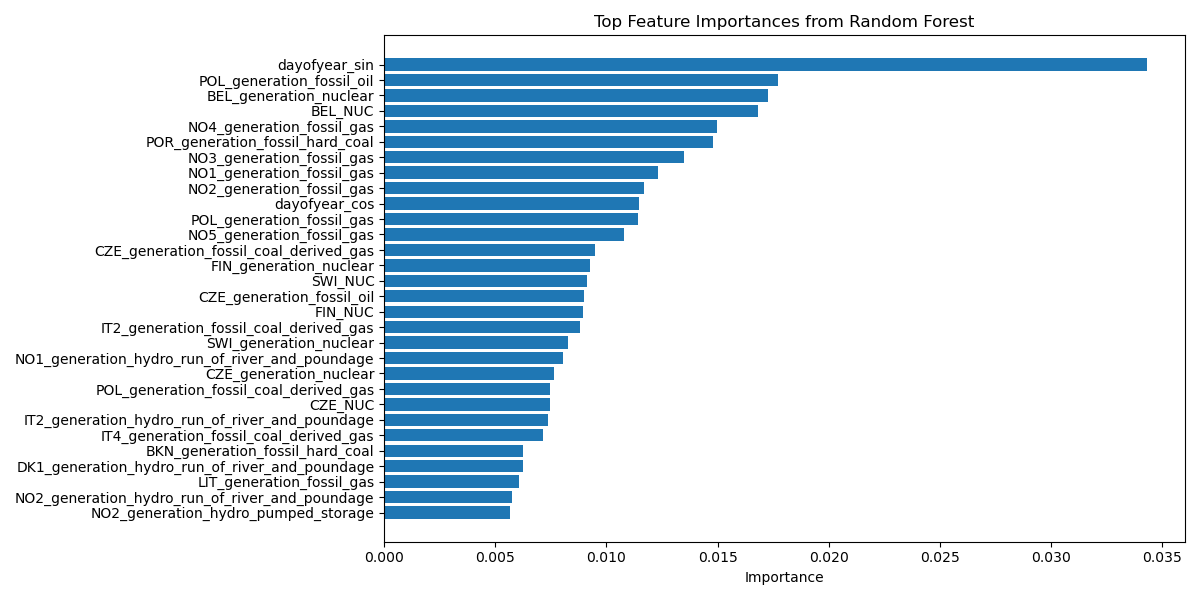 Top Feature Importances from Random Forest
dayofyear_sin
POL_generation_fossil_oil
BEL_generation_nuclear
BEL_NUC
NO4_generation_fossil_gas
POR_generation_fossil_hard_coal
NO3_generation_fossil_gas
NO1_generation_fossil_gas
NO2_generation_fossil_gas
dayofyear_cos
POL_generation_fossil_gas
NO5_generation_fossil_gas
CZE_generation_fossil_coal_derived_gas
FIN_generation_nuclear
SWI_NUC
CZE_generation_fossil_oil
FIN_NUC
IT2_generation_fossil_coal_derived_gas
SWI_generation_nuclear
NO1_generation_hydro_run_of_river_and_poundage
CZE_generation_nuclear
POL_generation_fossil_coal_derived_gas
CZE_NUC
IT2_generation_hydro_run_of_river_and_poundage
IT4_generation_fossil_coal_derived_gas
BKN_generation_fossil_hard_coal
DK1_generation_hydro_run_of_river_and_poundage
LIT_generation_fossil_gas
NO2_generation_hydro_run_of_river_and_poundage
NO2_generation_hydro_pumped_storage
0.000 0.005 0.010 0.015 0.020 0.025 0.030 0.035
Importance